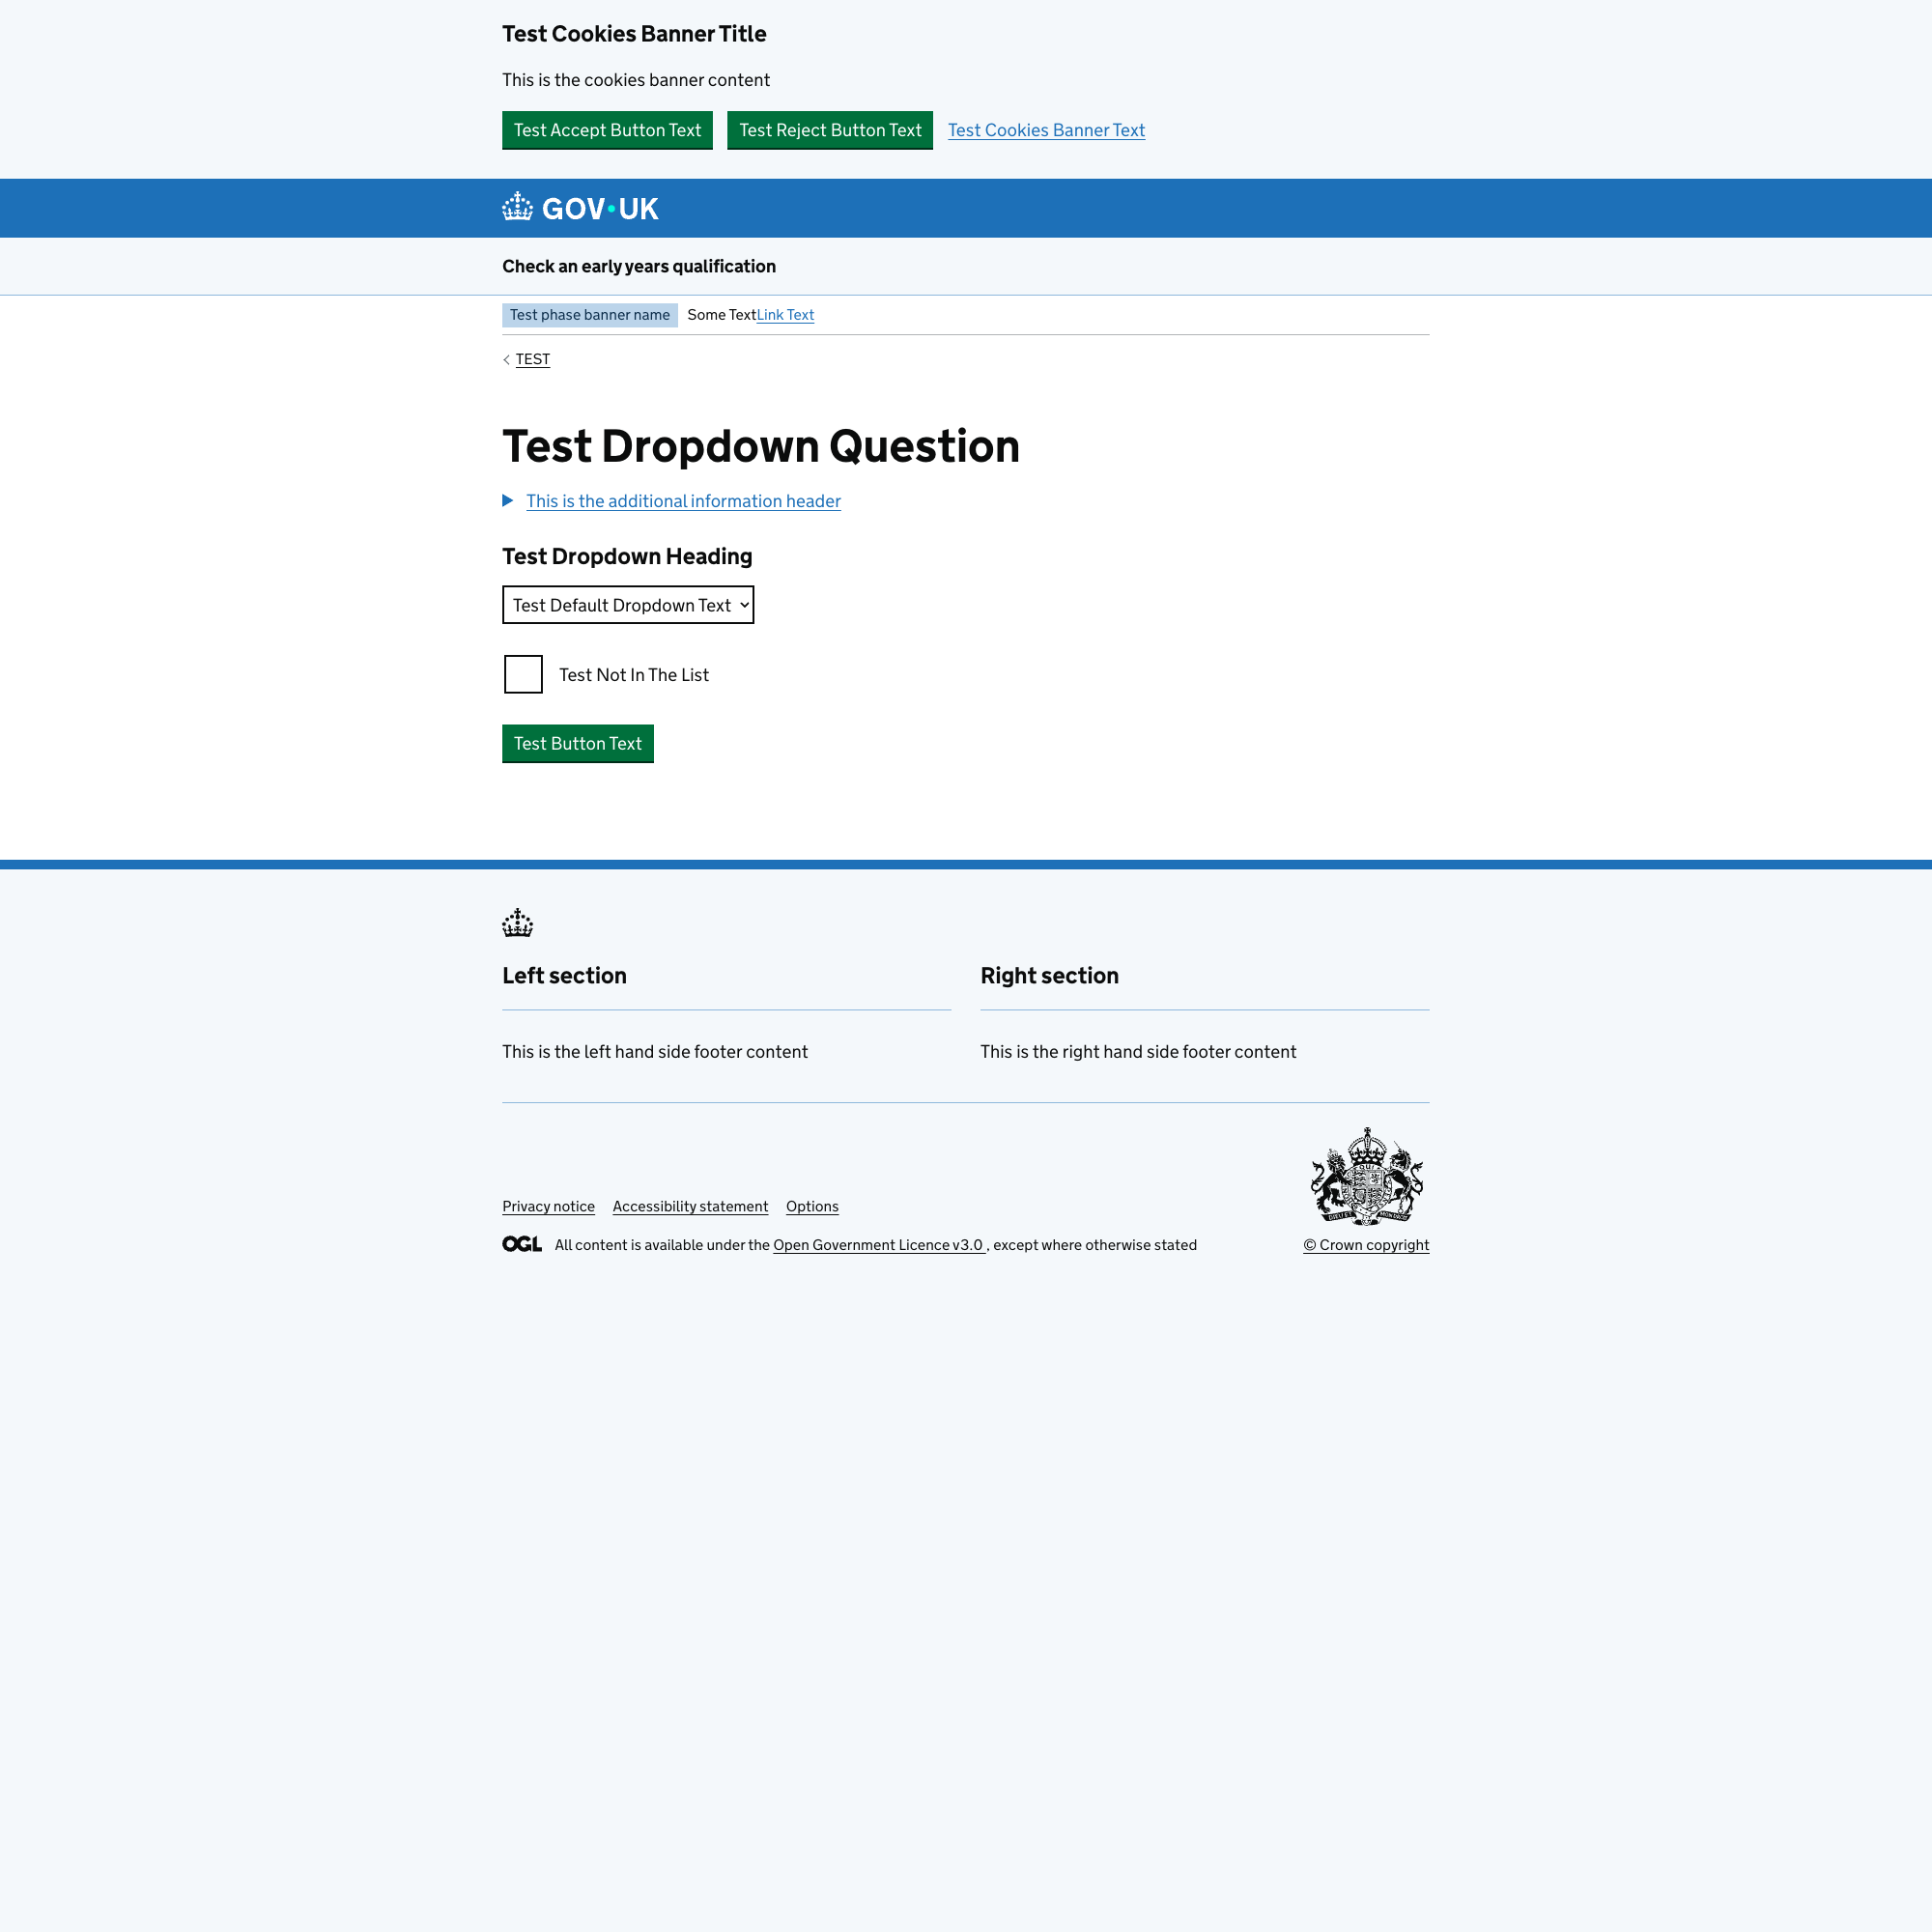 Test Cookies Banner Title
This is the cookies banner content
Test Accept Button Text Test Reject Button Text Test Cookies Banner Text
GOV·UK
Check an early years qualification
Test phase banner name Some TextLink Text
TEST
Test Dropdown Question
This is the additional information header
Test Dropdown Heading
Test Default Dropdown Text
Test Not In The List
Test Button Text
Left section
Right section
This is the left hand side footer content
This is the right hand side footer content
Privacy notice Accessibility statement Options
OGL All content is available under the Open Government Licence v3.0 , except where otherwise stated
© Crown copyright